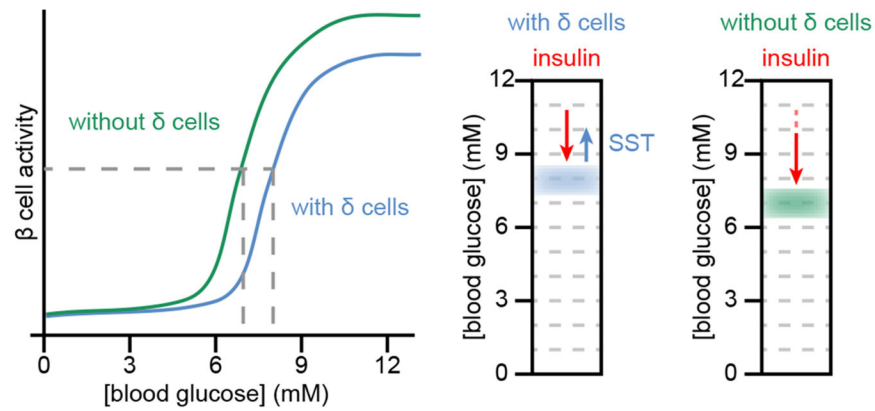 β cell activity
without δ cells
with δ cells
0
3
6
9
12
[blood glucose] (mM)
with δ cells
insulin
[blood glucose] (mM)
12
9
6
3
0
SST
without δ cells
insulin
[blood glucose] (mM)
12
9
6
3
0